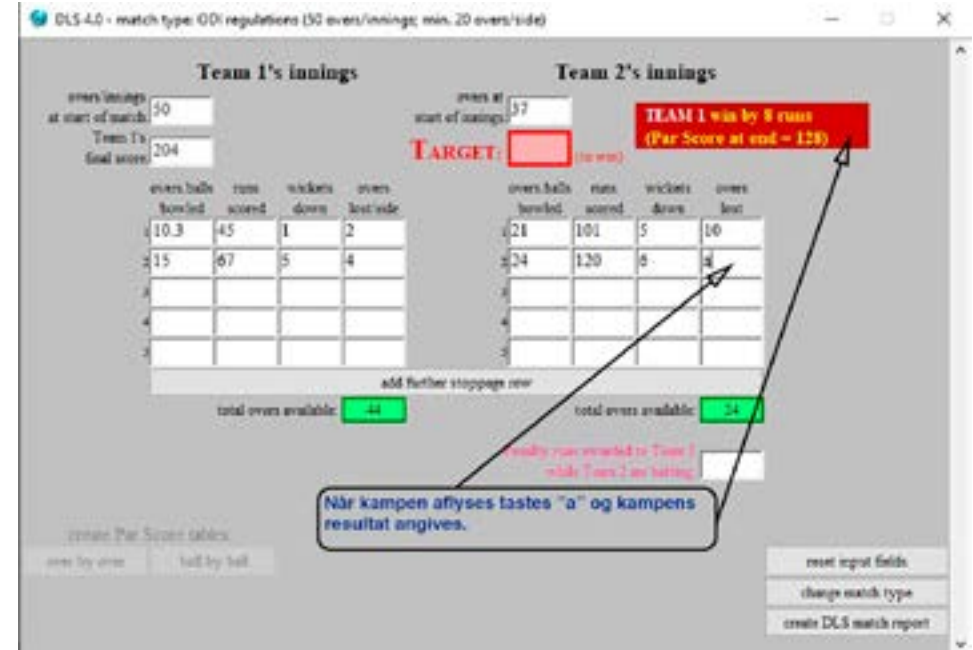 DLS 4.0 - match type: ODI regulations (50 overs/innings; min. 20 overs/side)
Team 1's innings
overs/innings
at start of match: 50
Team 1's
final score: 204
overs.balls runs wickets overs
bowled scored down lost/side
1 10.3 45 1 2
2 15 67 5 4
3
4
5
Team 2's innings
overs at
start of innings: 37
TARGET: (to win)
TEAM 1 win by 8 runs
(Par Score at end = 128)
overs.balls runs wickets overs
bowled scored down lost
1 21 101 5 10
2 24 120 6 a
3
4
5
add further stoppage row
total overs available: 44
total overs available: 24
Penalty runs awarded to Team 1
while Team 2 are batting:
Når kampen aflyses tastes "a" og kampens
resultat angives.
create Par Score tables:
over by over ball by ball
reset input fields
change match type
create DLS match report